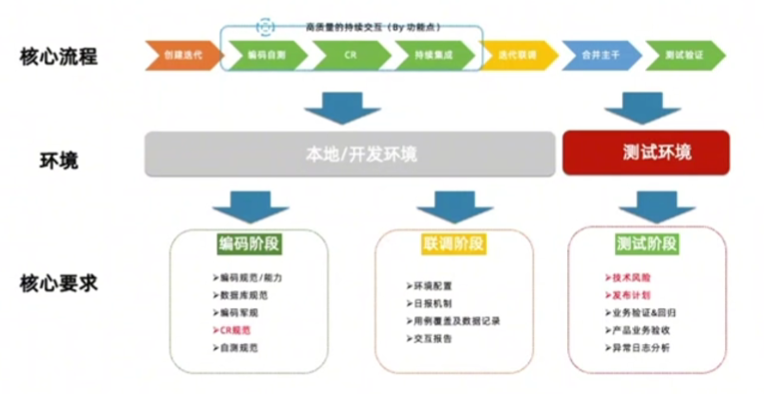 高质量的持续交互（By 功能点）
核心流程
创建迭代
编码自测
CR
持续集成
迭代联调
合并主干
测试验证
环境
本地/开发环境
测试环境
核心要求
编码阶段
➢编码规范/能力
➢数据库规范
➢编码军规
➢CR规范
➢自测规范
联调阶段
➢环境配置
➢日报机制
➢用例覆盖及数据记录
➢交互报告
测试阶段
➢技术风险
➢发布计划
➢业务验证&回归
➢产品业务验收
➢异常日志分析